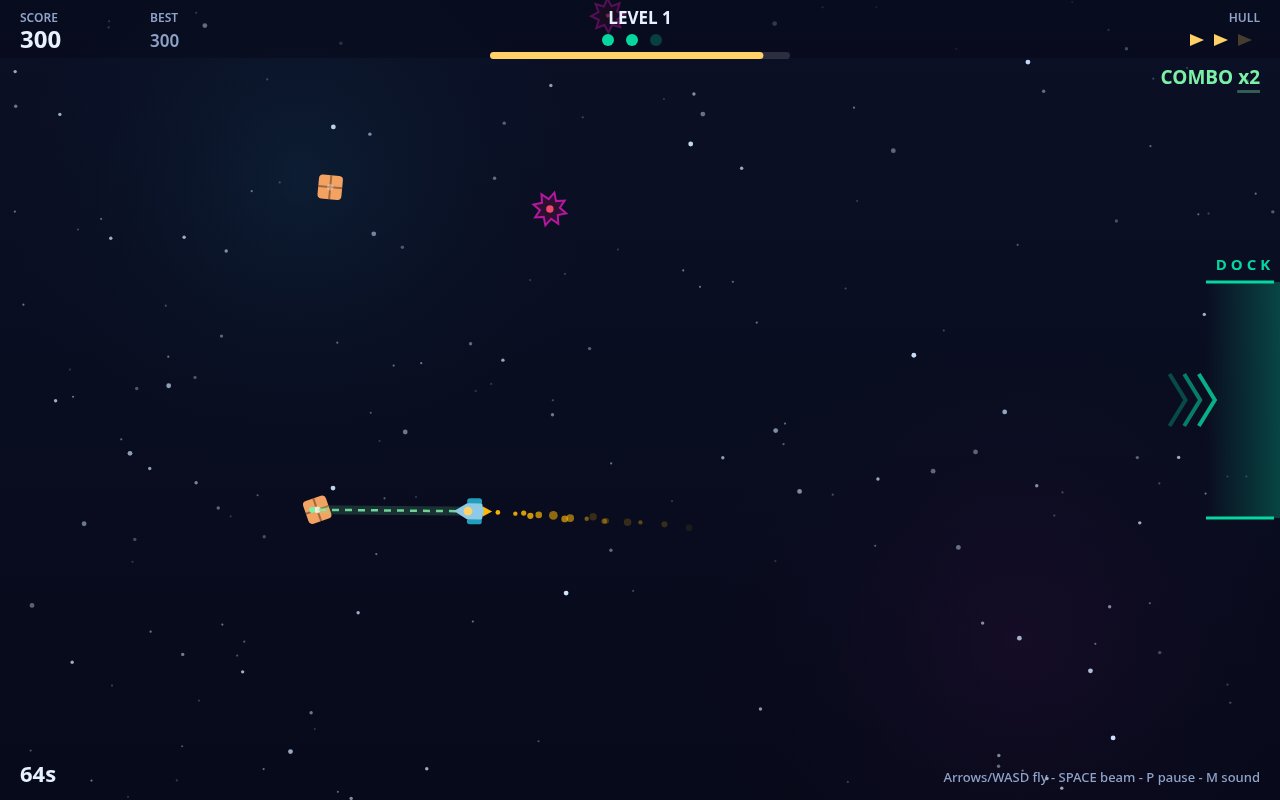 SCORE
300
BEST
300
LEVEL 1
HULL
COMBO x2
DOCK
64s
Arrows/WASD fly - SPACE beam - P pause - M sound